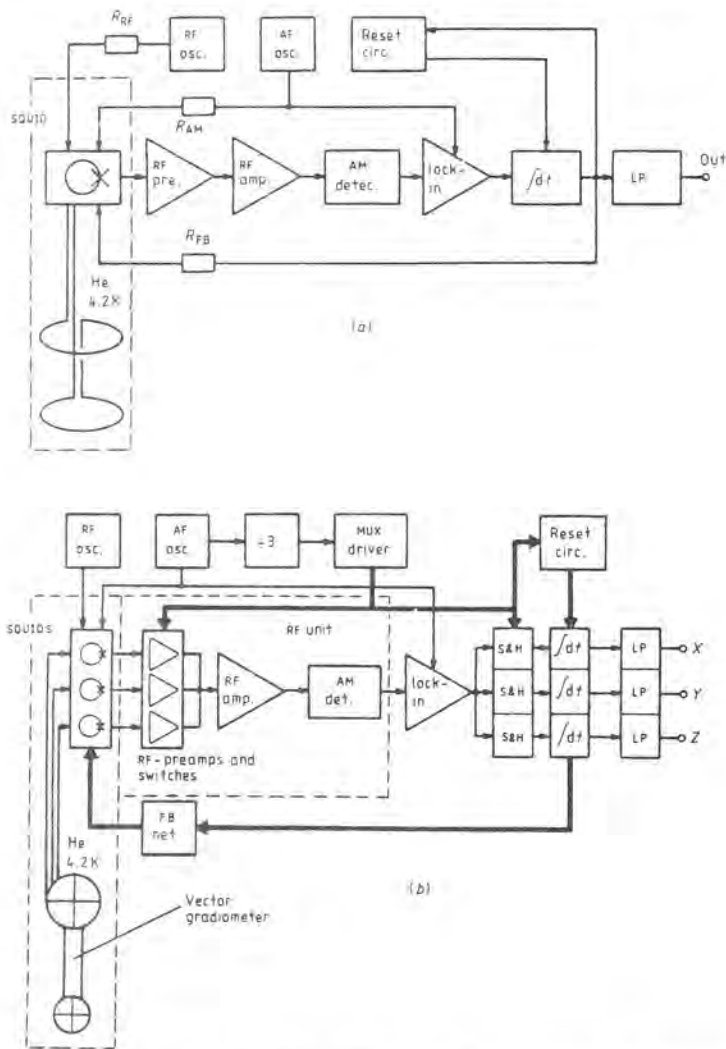 R_RF
RF osc.
AF osc.
Reset circ.
SQUID
R_AM
RF pre.
RF amp.
AM detec.
lock-in
∫dt
LP
Out
R_FB
He
4.2K
(a)
RF osc.
AF osc.
÷3
MUX driver
Reset circ.
SQUIDS
RF unit
RF amp.
AM det.
lock-in
S&H
∫dt
LP
X
S&H
∫dt
LP
Y
S&H
∫dt
LP
Z
RF-preamps and
switches
FB net
He
4.2K
Vector
gradiometer
(b)